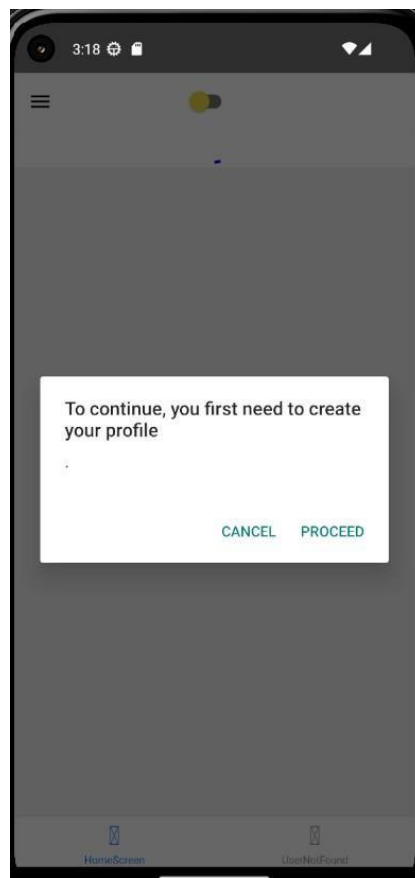 3:18
To continue, you first need to create
your profile
.
CANCEL PROCEED
HomeScreen UserNotFound